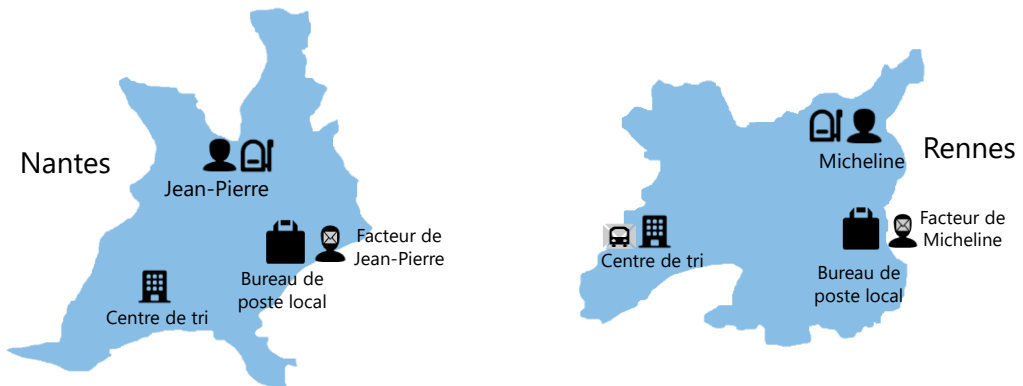 Nantes
Jean-Pierre
Facteur de
Jean-Pierre
Bureau de
poste local
Centre de tri
Rennes
Micheline
Facteur de
Micheline
Centre de tri
Bureau de
poste local